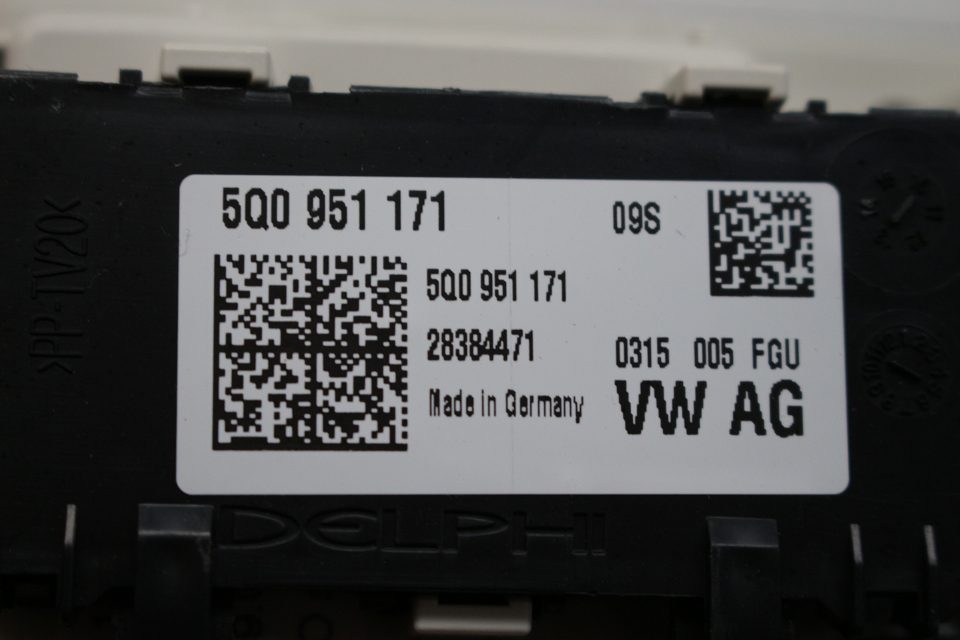 5Q0 951 171
09S
5Q0 951 171
28384471
0315 005 FGU
Made in Germany
VW AG
>PP-TV20<
DELPHI